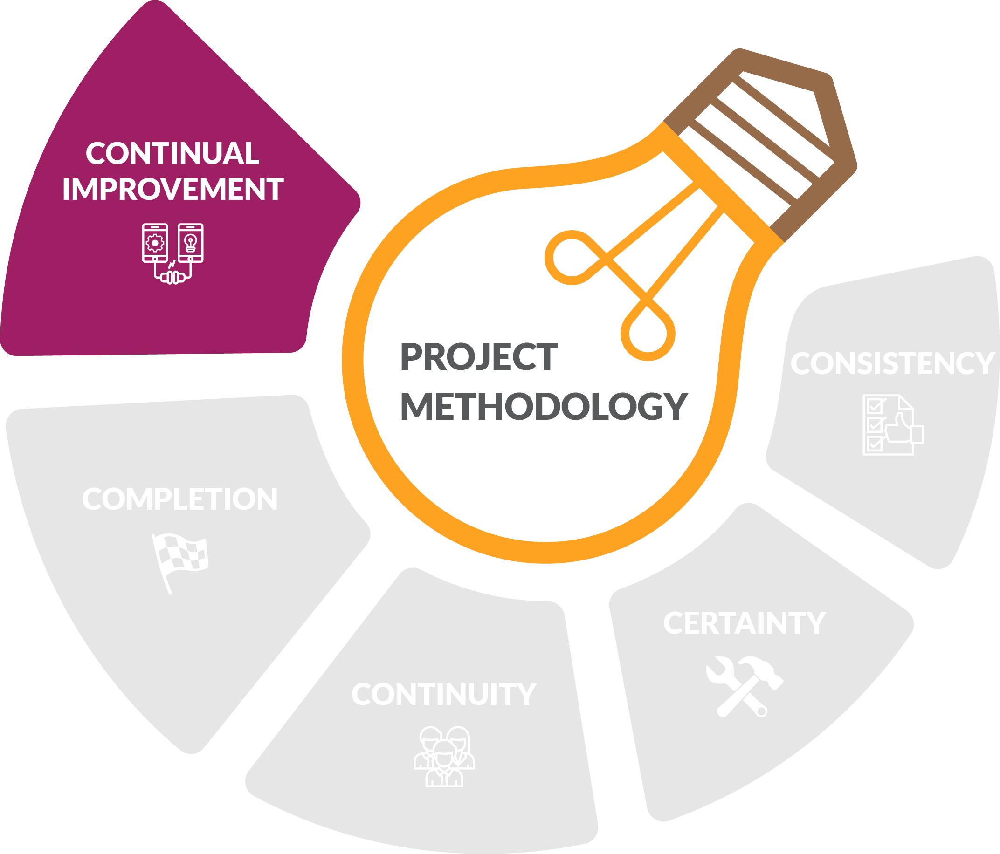 CONTINUAL
IMPROVEMENT
PROJECT
METHODOLOGY
CONSISTENCY
COMPLETION
CERTAINTY
CONTINUITY